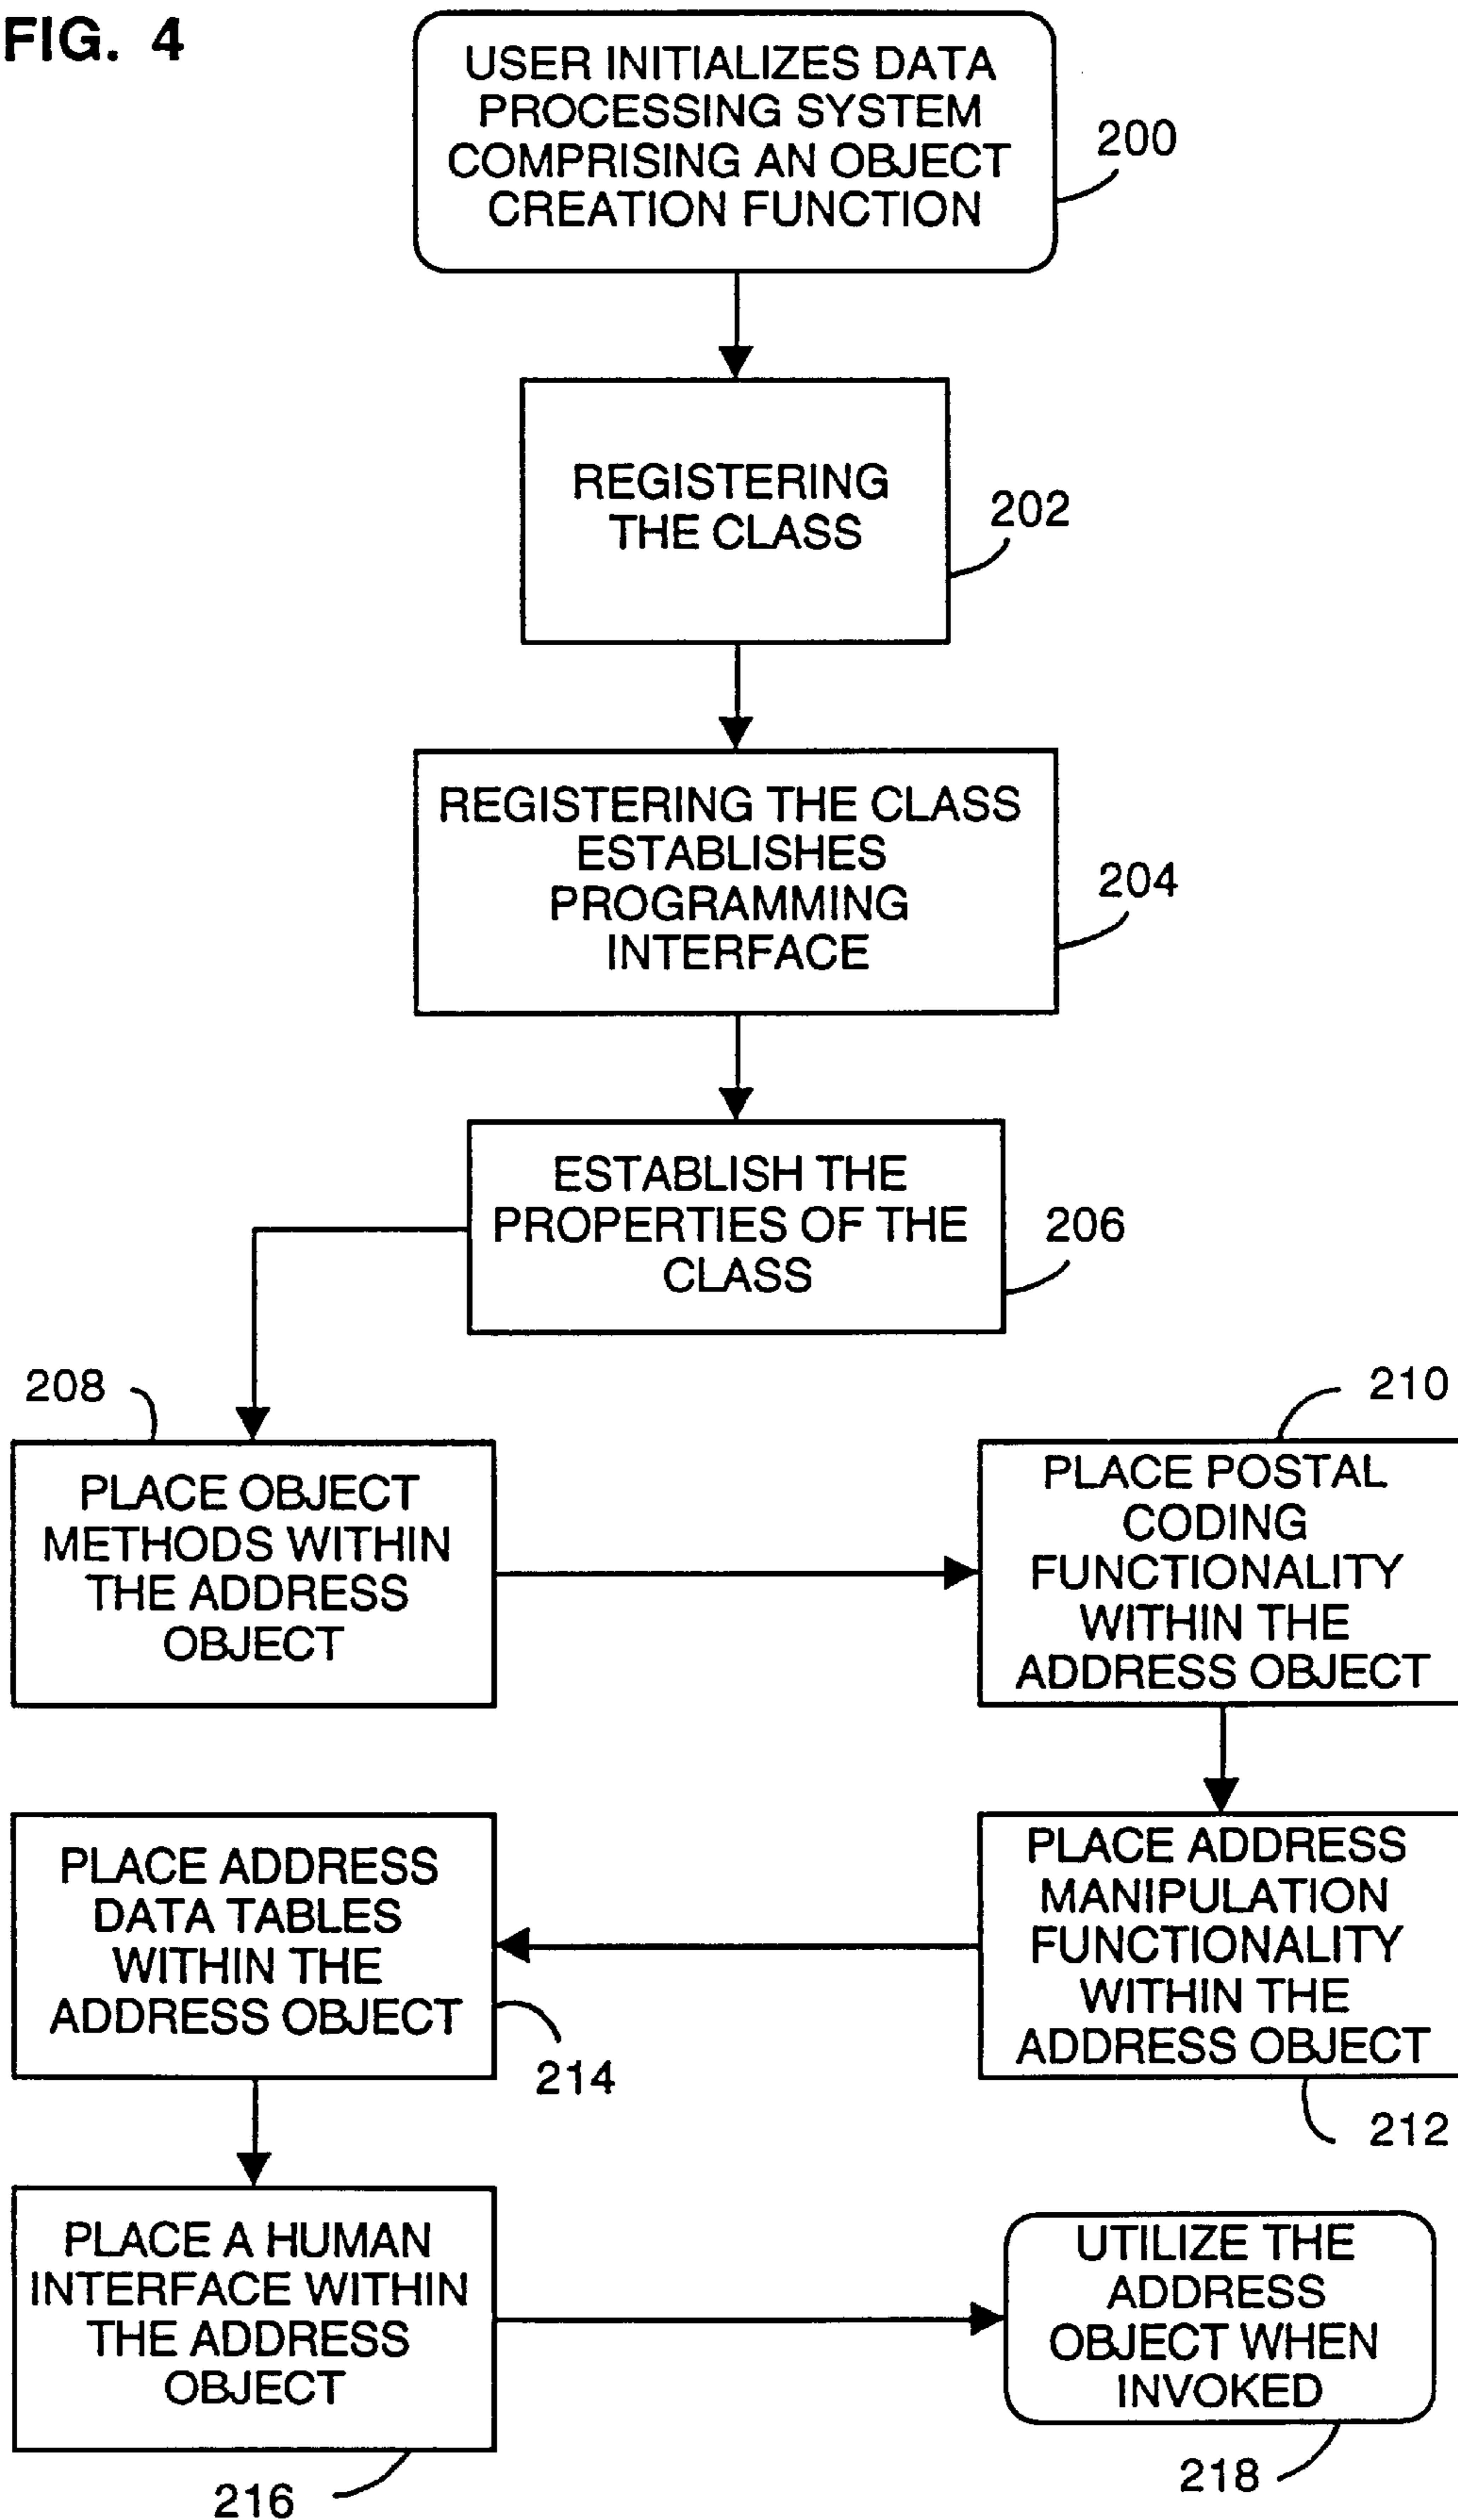 FIG. 4
USER INITIALIZES DATA
PROCESSING SYSTEM
COMPRISING AN OBJECT
CREATION FUNCTION
200
REGISTERING
THE CLASS
202
REGISTERING THE CLASS
ESTABLISHES
PROGRAMMING
INTERFACE
204
ESTABLISH THE
PROPERTIES OF THE
CLASS
206
208
PLACE OBJECT
METHODS WITHIN
THE ADDRESS
OBJECT
210
PLACE POSTAL
CODING
FUNCTIONALITY
WITHIN THE
ADDRESS OBJECT
PLACE ADDRESS
MANIPULATION
FUNCTIONALITY
WITHIN THE
ADDRESS OBJECT
212
PLACE ADDRESS
DATA TABLES
WITHIN THE
ADDRESS OBJECT
214
PLACE A HUMAN
INTERFACE WITHIN
THE ADDRESS
OBJECT
216
UTILIZE THE
ADDRESS
OBJECT WHEN
INVOKED
218